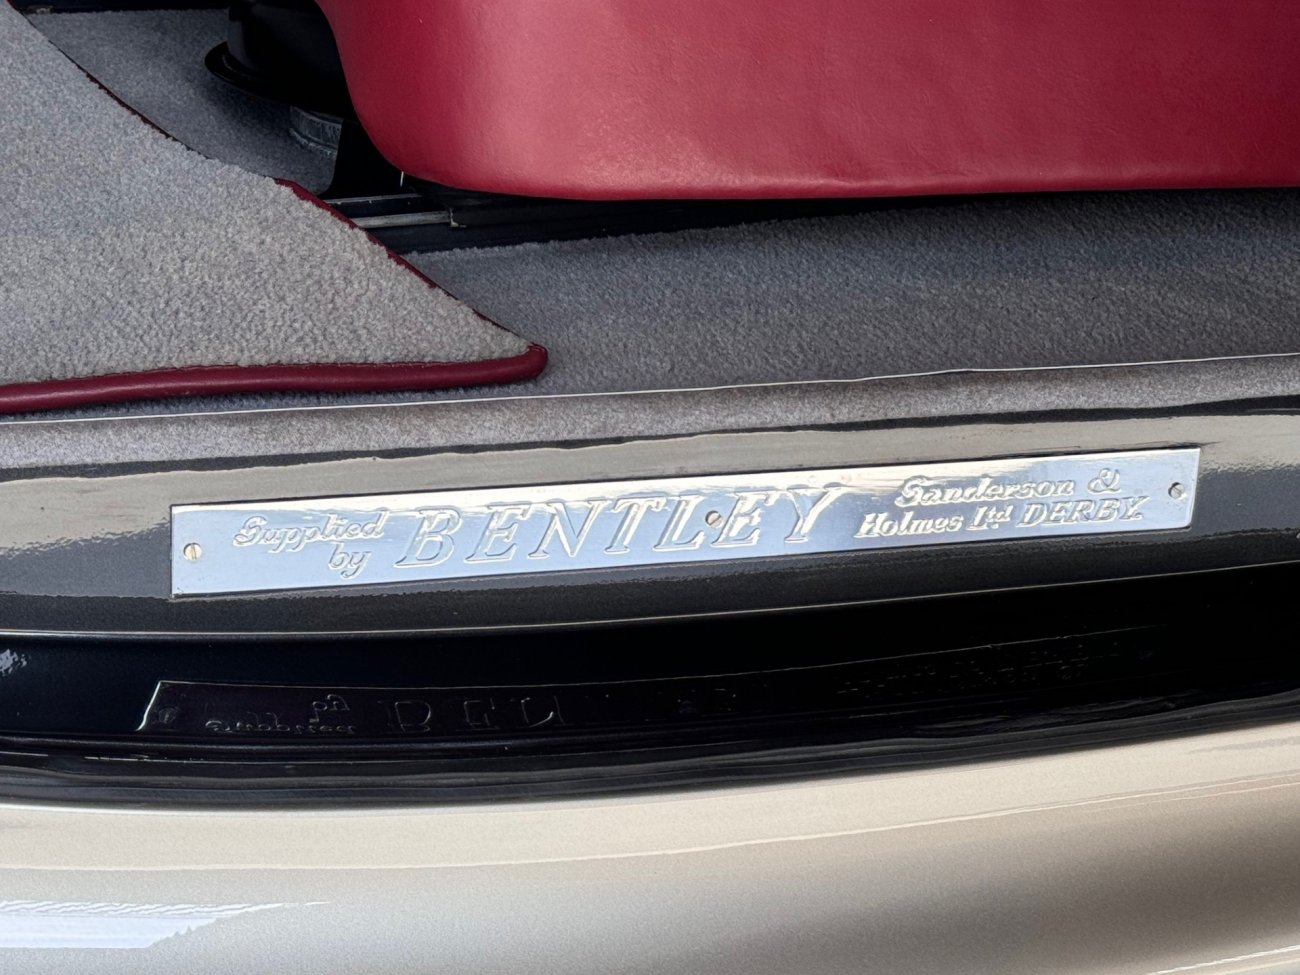 Supplied by BENTLEY Sanderson &
Holmes Ltd DERBY